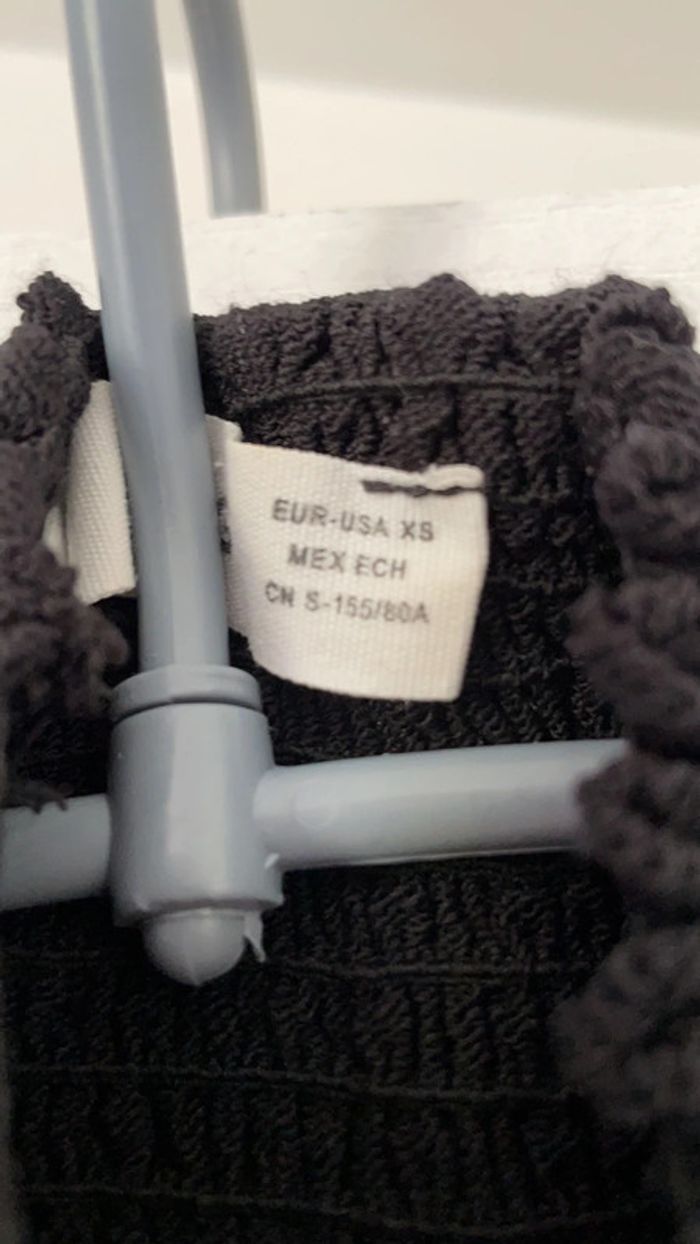 EUR-USA XS
MEX ECH
CN S-155/80A